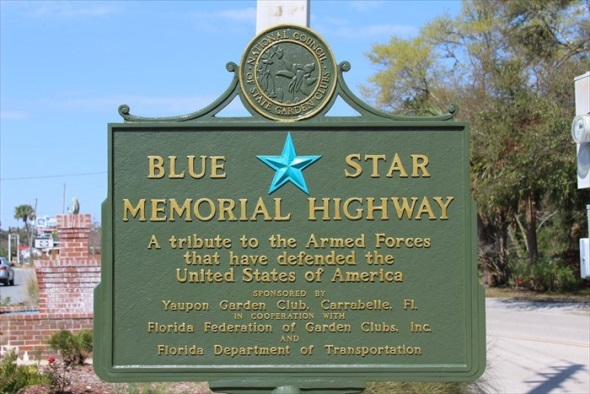 NATIONAL COUNCIL
OF STATE GARDEN CLUBS
BLUE STAR
MEMORIAL HIGHWAY
A tribute to the Armed Forces
that have defended the
United States of America
SPONSORED BY
Yaupon Garden Club, Carrabelle, Fl.
IN COOPERATION WITH
Florida Federation of Garden Clubs, Inc.
AND
Florida Department of Transportation